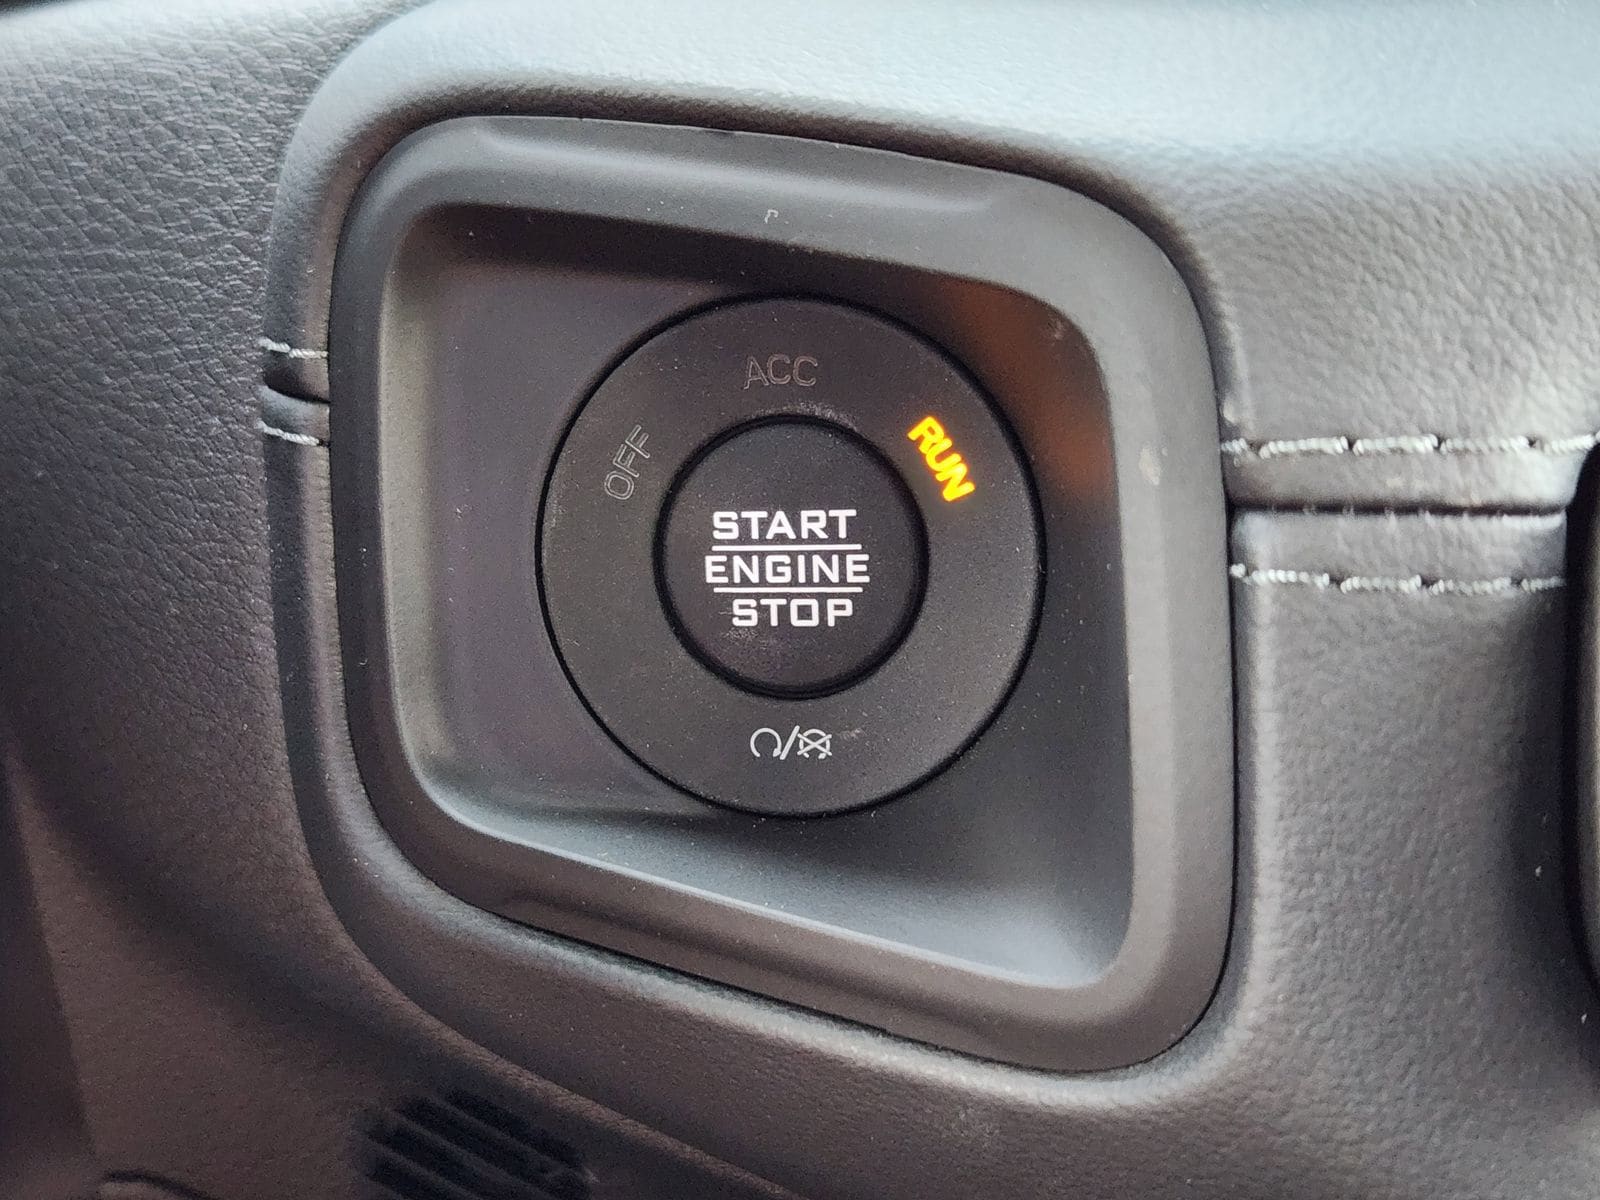 ACC
OFF
RUN
START
ENGINE
STOP